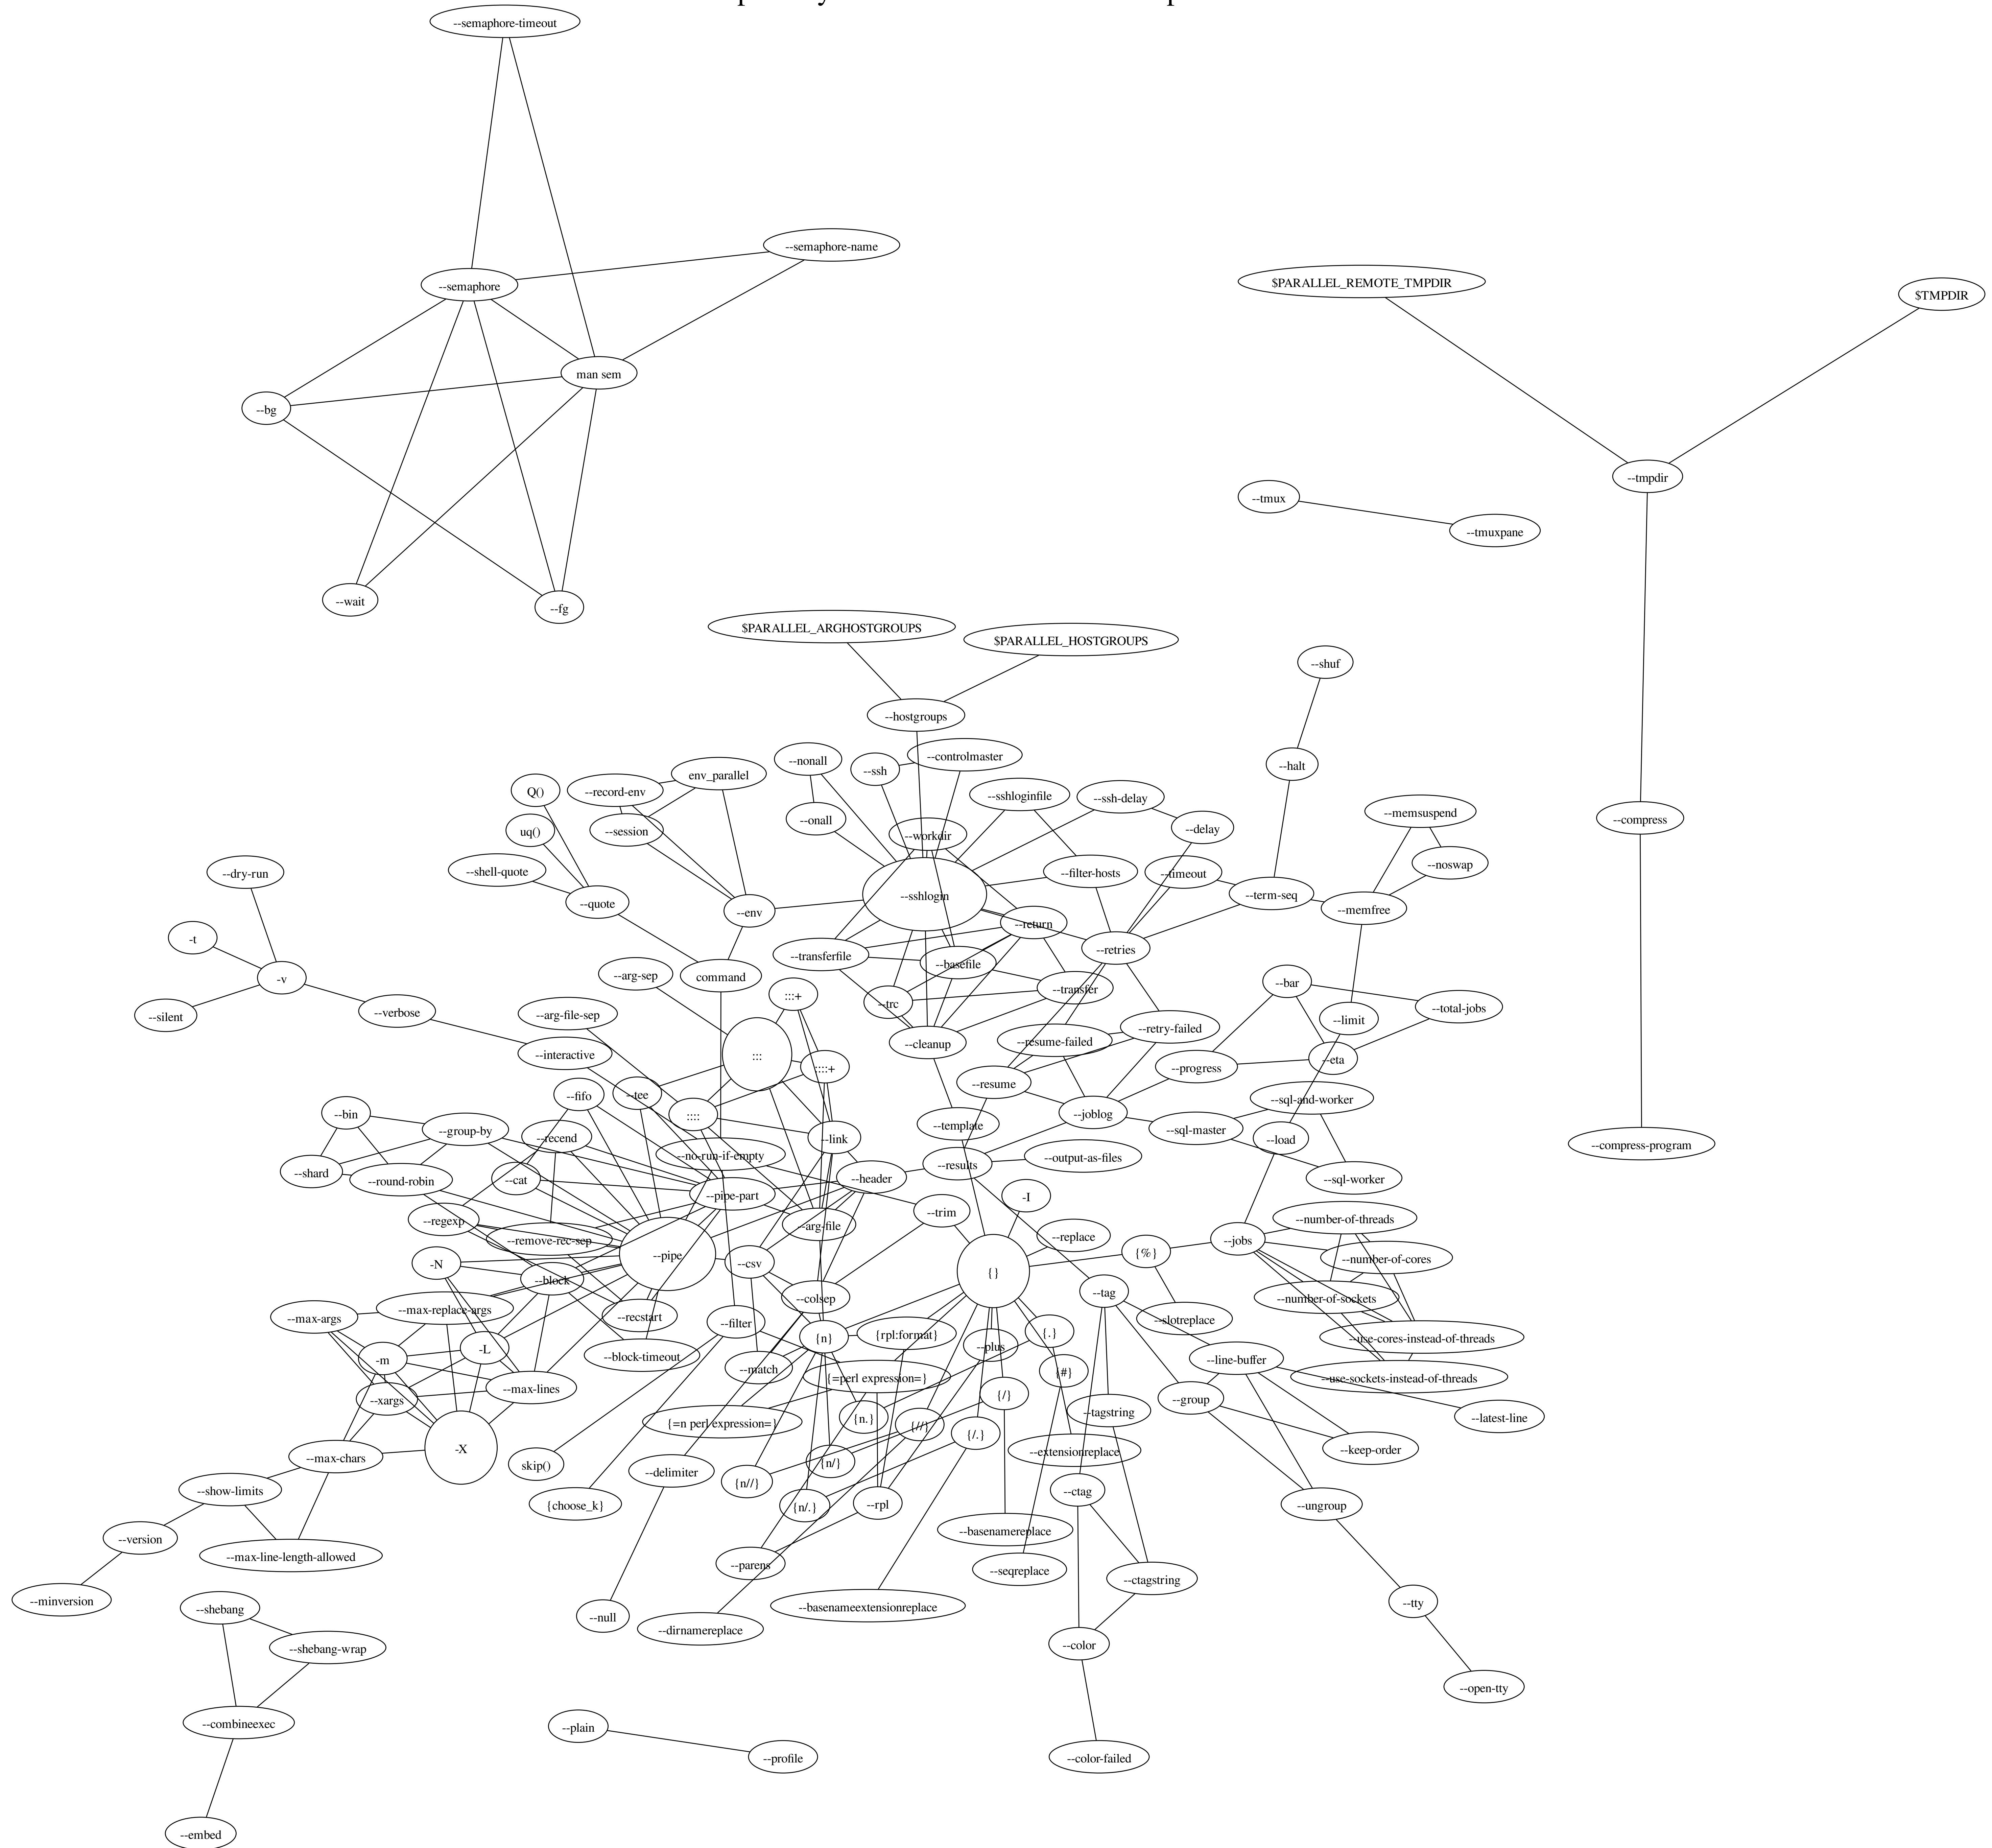 --semaphore-timeout
--semaphore-name
--semaphore
$PARALLEL_REMOTE_TMPDIR
$TMPDIR
man sem
--bg
--tmpdir
--tmux
--tmuxpane
--wait
--fg
$PARALLEL_ARGHOSTGROUPS
$PARALLEL_HOSTGROUPS
--shuf
--hostgroups
--nonall
--ssh
--controlmaster
--halt
env_parallel
Q()
--record-env
--sshloginfile
--ssh-delay
--memsuspend
--compress
--onall
uq()
--session
--workdir
--delay
--noswap
--dry-run
--shell-quote
--filter-hosts
--timeout
--quote
--env
--sshlogin
--term-seq
--memfree
--return
-t
--retries
--transferfile
--basefile
-v
--arg-sep
command
--bar
--transfer
:::+
--trc
--total-jobs
--silent
--verbose
--arg-file-sep
--limit
--retry-failed
--cleanup
--resume-failed
--interactive
:::
::::+
--progress
--eta
--resume
--fifo
--tee
--sql-and-worker
--bin
::::
--joblog
--template
--sql-master
--group-by
--recend
--link
--load
--compress-program
--no-run-if-empty
--results
--output-as-files
--shard
--round-robin
--cat
--header
--sql-worker
--pipe-part
-I
--trim
--regexp
--arg-file
--number-of-threads
--remove-rec-sep
--replace
--jobs
--pipe
{%}
--number-of-cores
-N
--csv
{}
--block
--tag
--colsep
--number-of-sockets
--max-replace-args
--max-args
--recstart
--slotreplace
--filter
{n}
{rpl:format}
{.}
--use-cores-instead-of-threads
--plus
-L
--block-timeout
-m
--match
--line-buffer
{#}
{=perl expression=}
--use-sockets-instead-of-threads
--max-lines
{/}
--xargs
--group
--tagstring
{n.}
--latest-line
{=n perl expression=}
{//}
{/.}
-X
--keep-order
--extensionreplace
--max-chars
{n/}
skip()
--delimiter
{n//}
--show-limits
--ctag
{choose_k}
{n/.}
--rpl
--ungroup
--basenamereplace
--version
--max-line-length-allowed
--parens
--seqreplace
--ctagstring
--minversion
--tty
--basenameextensionreplace
--shebang
--null
--dirnamereplace
--color
--shebang-wrap
--open-tty
--combineexec
--plain
--profile
--color-failed
--embed